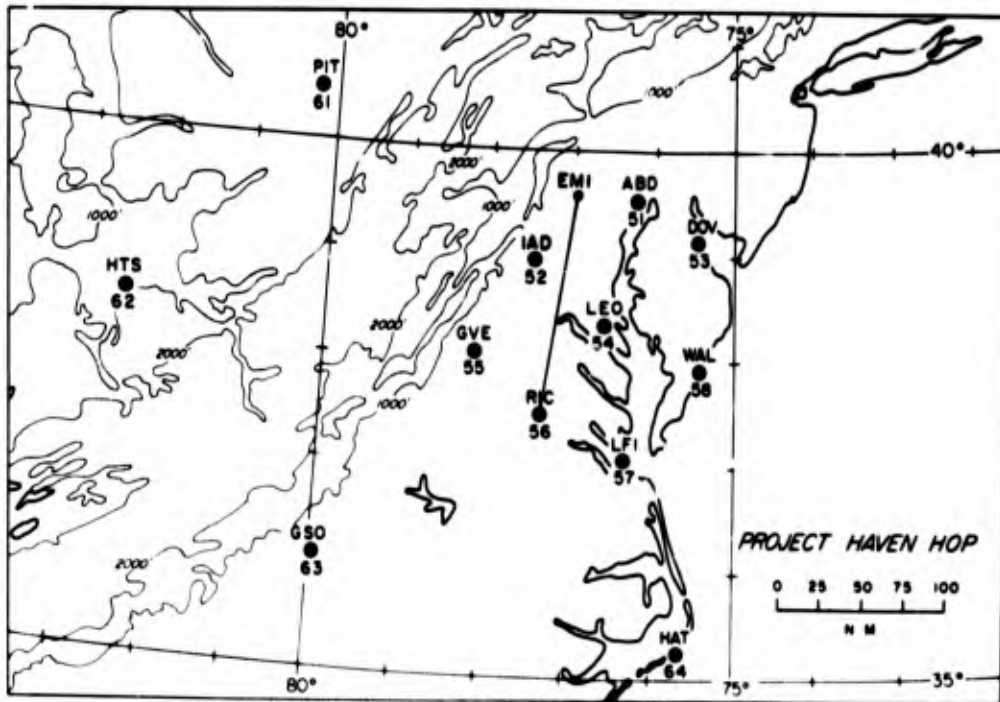 80°
75°
PIT
61
1000'
2000'
40°
1000'
1000'
EMI
ABD
51
IAD
52
DOV
53
HTS
62
2000'
2000'
LEO
54
GVE
55
WAL
58
1000'
RIC
56
LFI
57
GSO
63
2000'
PROJECT HAVEN HOP
0 25 50 75 100
N M
HAT
64
80°
75°
35°